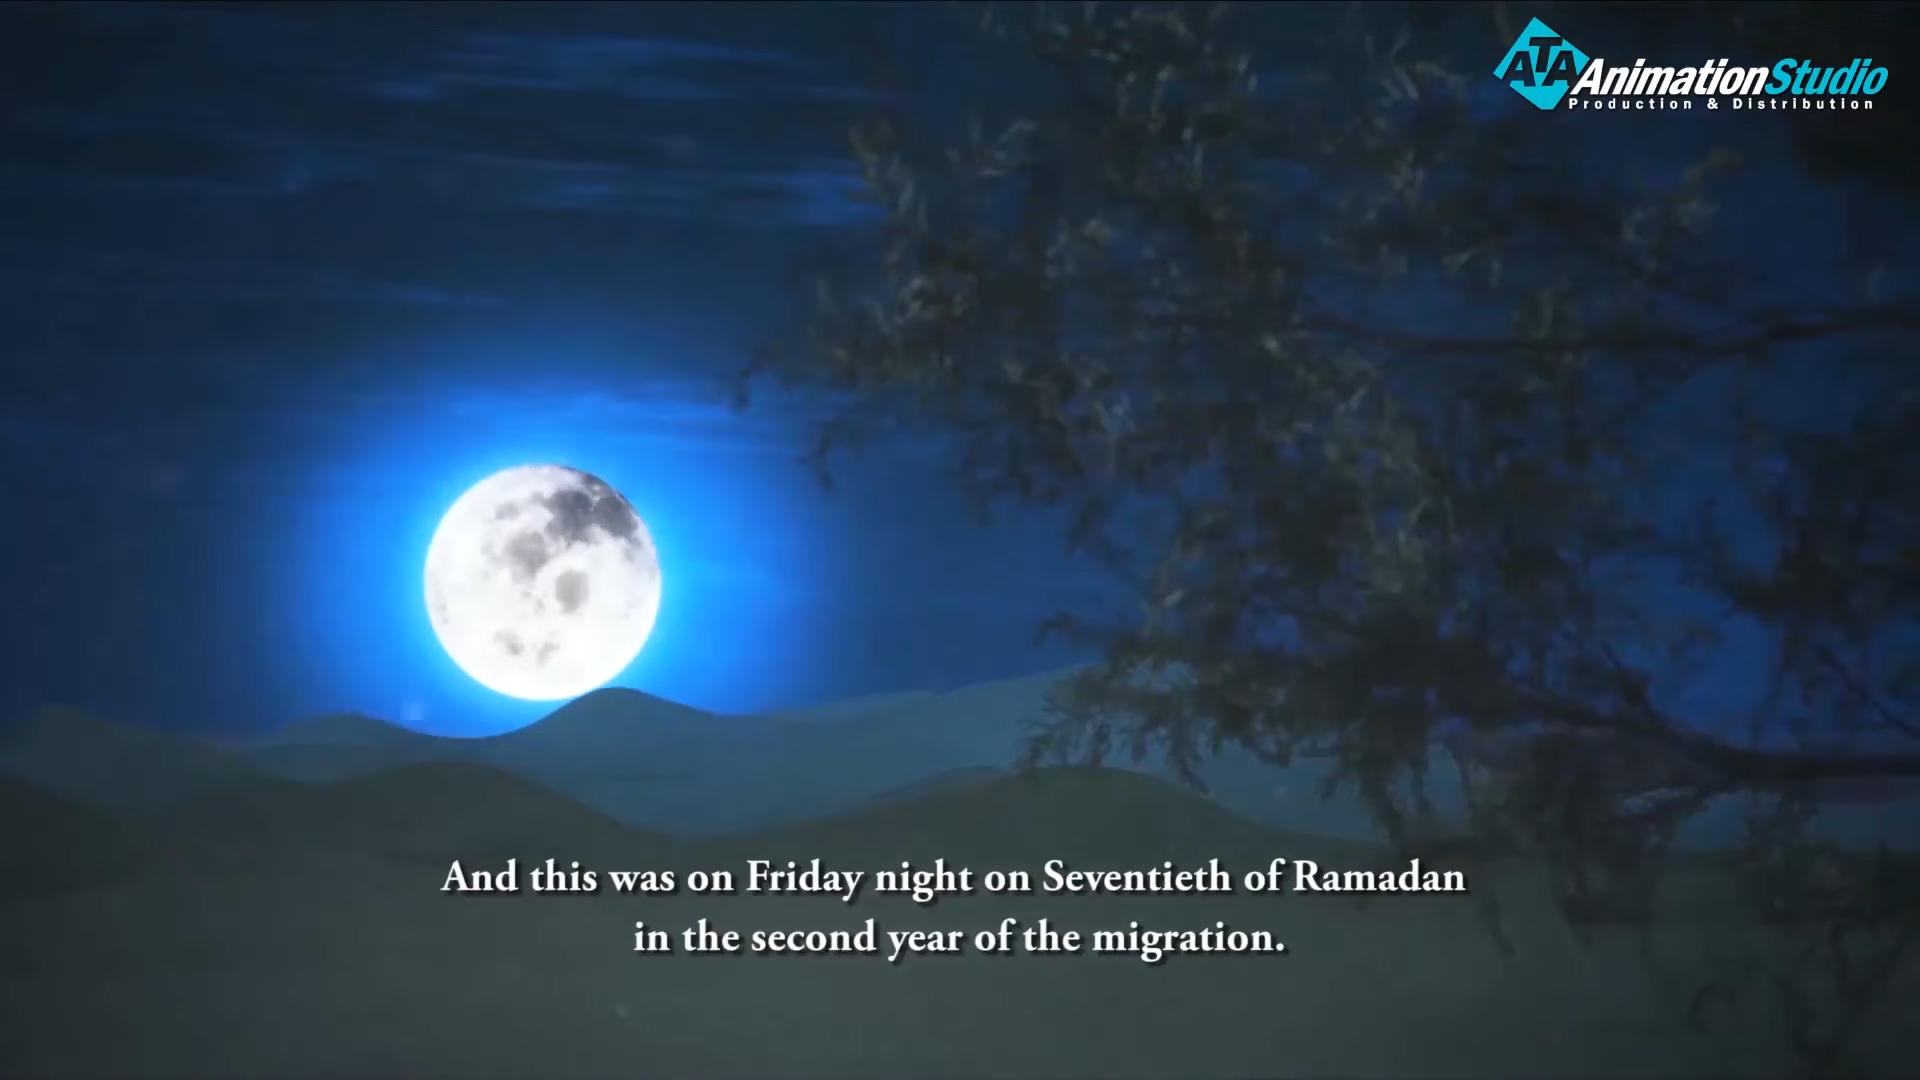 ATA AnimationStudio
Production & Distribution
And this was on Friday night on Seventieth of Ramadan
in the second year of the migration.